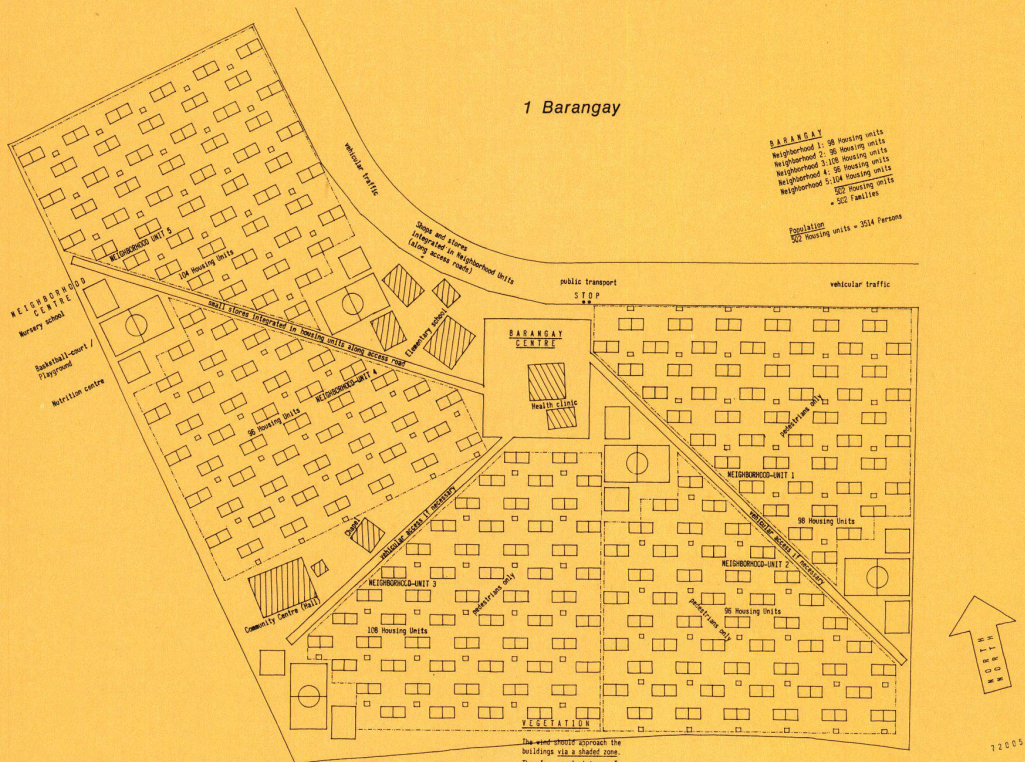 1 Barangay
BARANGAY
Neighborhood 1: 98 Housing units
Neighborhood 2: 96 Housing units
Neighborhood 3:108 Housing units
Neighborhood 4: 96 Housing units
Neighborhood 5:104 Housing units
502 Housing units
= 502 Families
Population
502 Housing units = 3514 Persons
vehicular traffic
Shops and stores
integrated in Neighborhood Units
(along access roads)
public transport
STOP
vehicular traffic
NEIGHBORHOOD UNIT 5
104 Housing Units
NEIGHBORHOOD
CENTRE
Nursery school
Basketball-court /
Playground
Nutrition centre
small stores integrated in housing units along access road
Elementary school
BARANGAY
CENTRE
Health clinic
NEIGHBORHOOD-UNIT 4
96 Housing Units
pedestrians only
NEIGHBORHOOD-UNIT 1
98 Housing Units
vehicular access if necessary
Chapel
vehicular access if necessary
NEIGHBORHOOD-UNIT 2
96 Housing Units
pedestrians only
NEIGHBORHOOD-UNIT 3
pedestrians only
108 Housing Units
Community Centre (Hall)
NORTH
NORTH
VEGETATION
The wind should approach the
buildings via a shaded zone.
72005